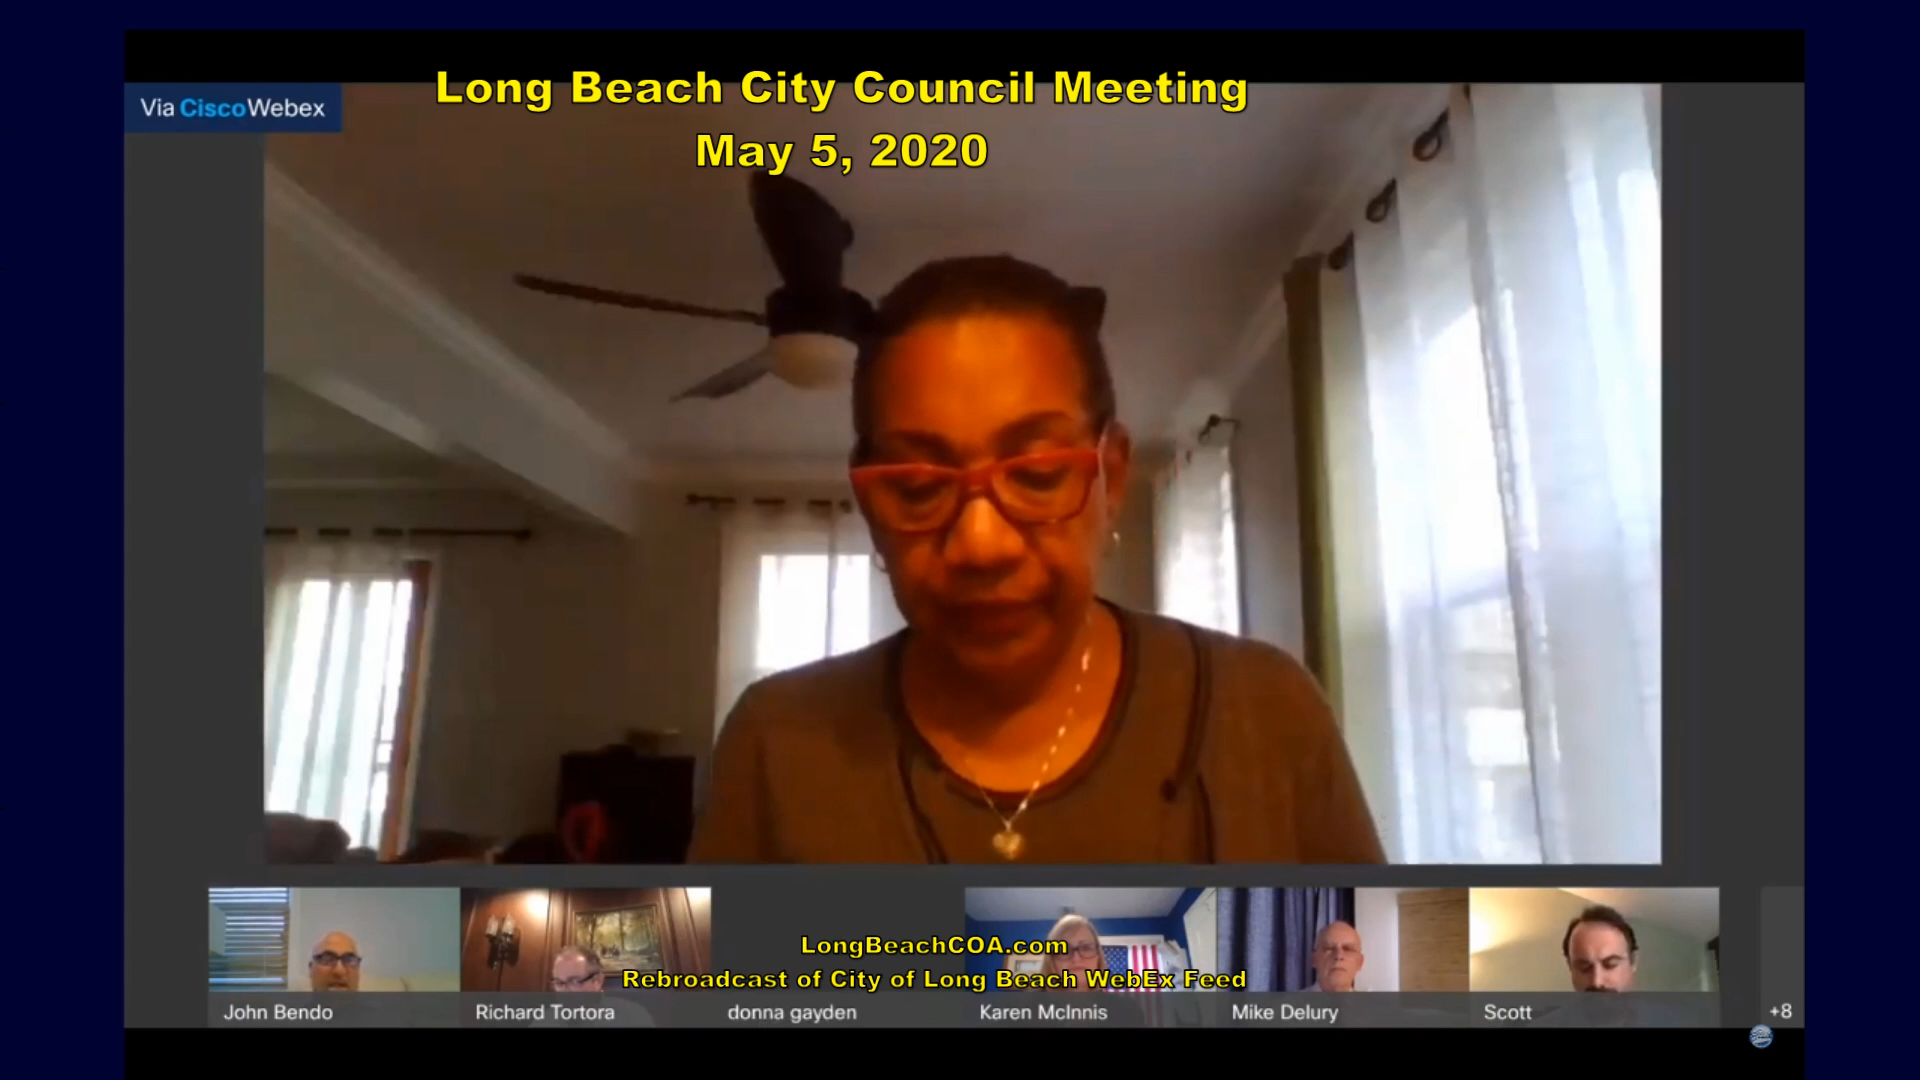 Long Beach City Council Meeting
May 5, 2020
Via CiscoWebex
LongBeachCOA.com
Rebroadcast of City of Long Beach WebEx Feed
John Bendo
Richard Tortora
donna gayden
Karen McInnis
Mike Delury
Scott
+8